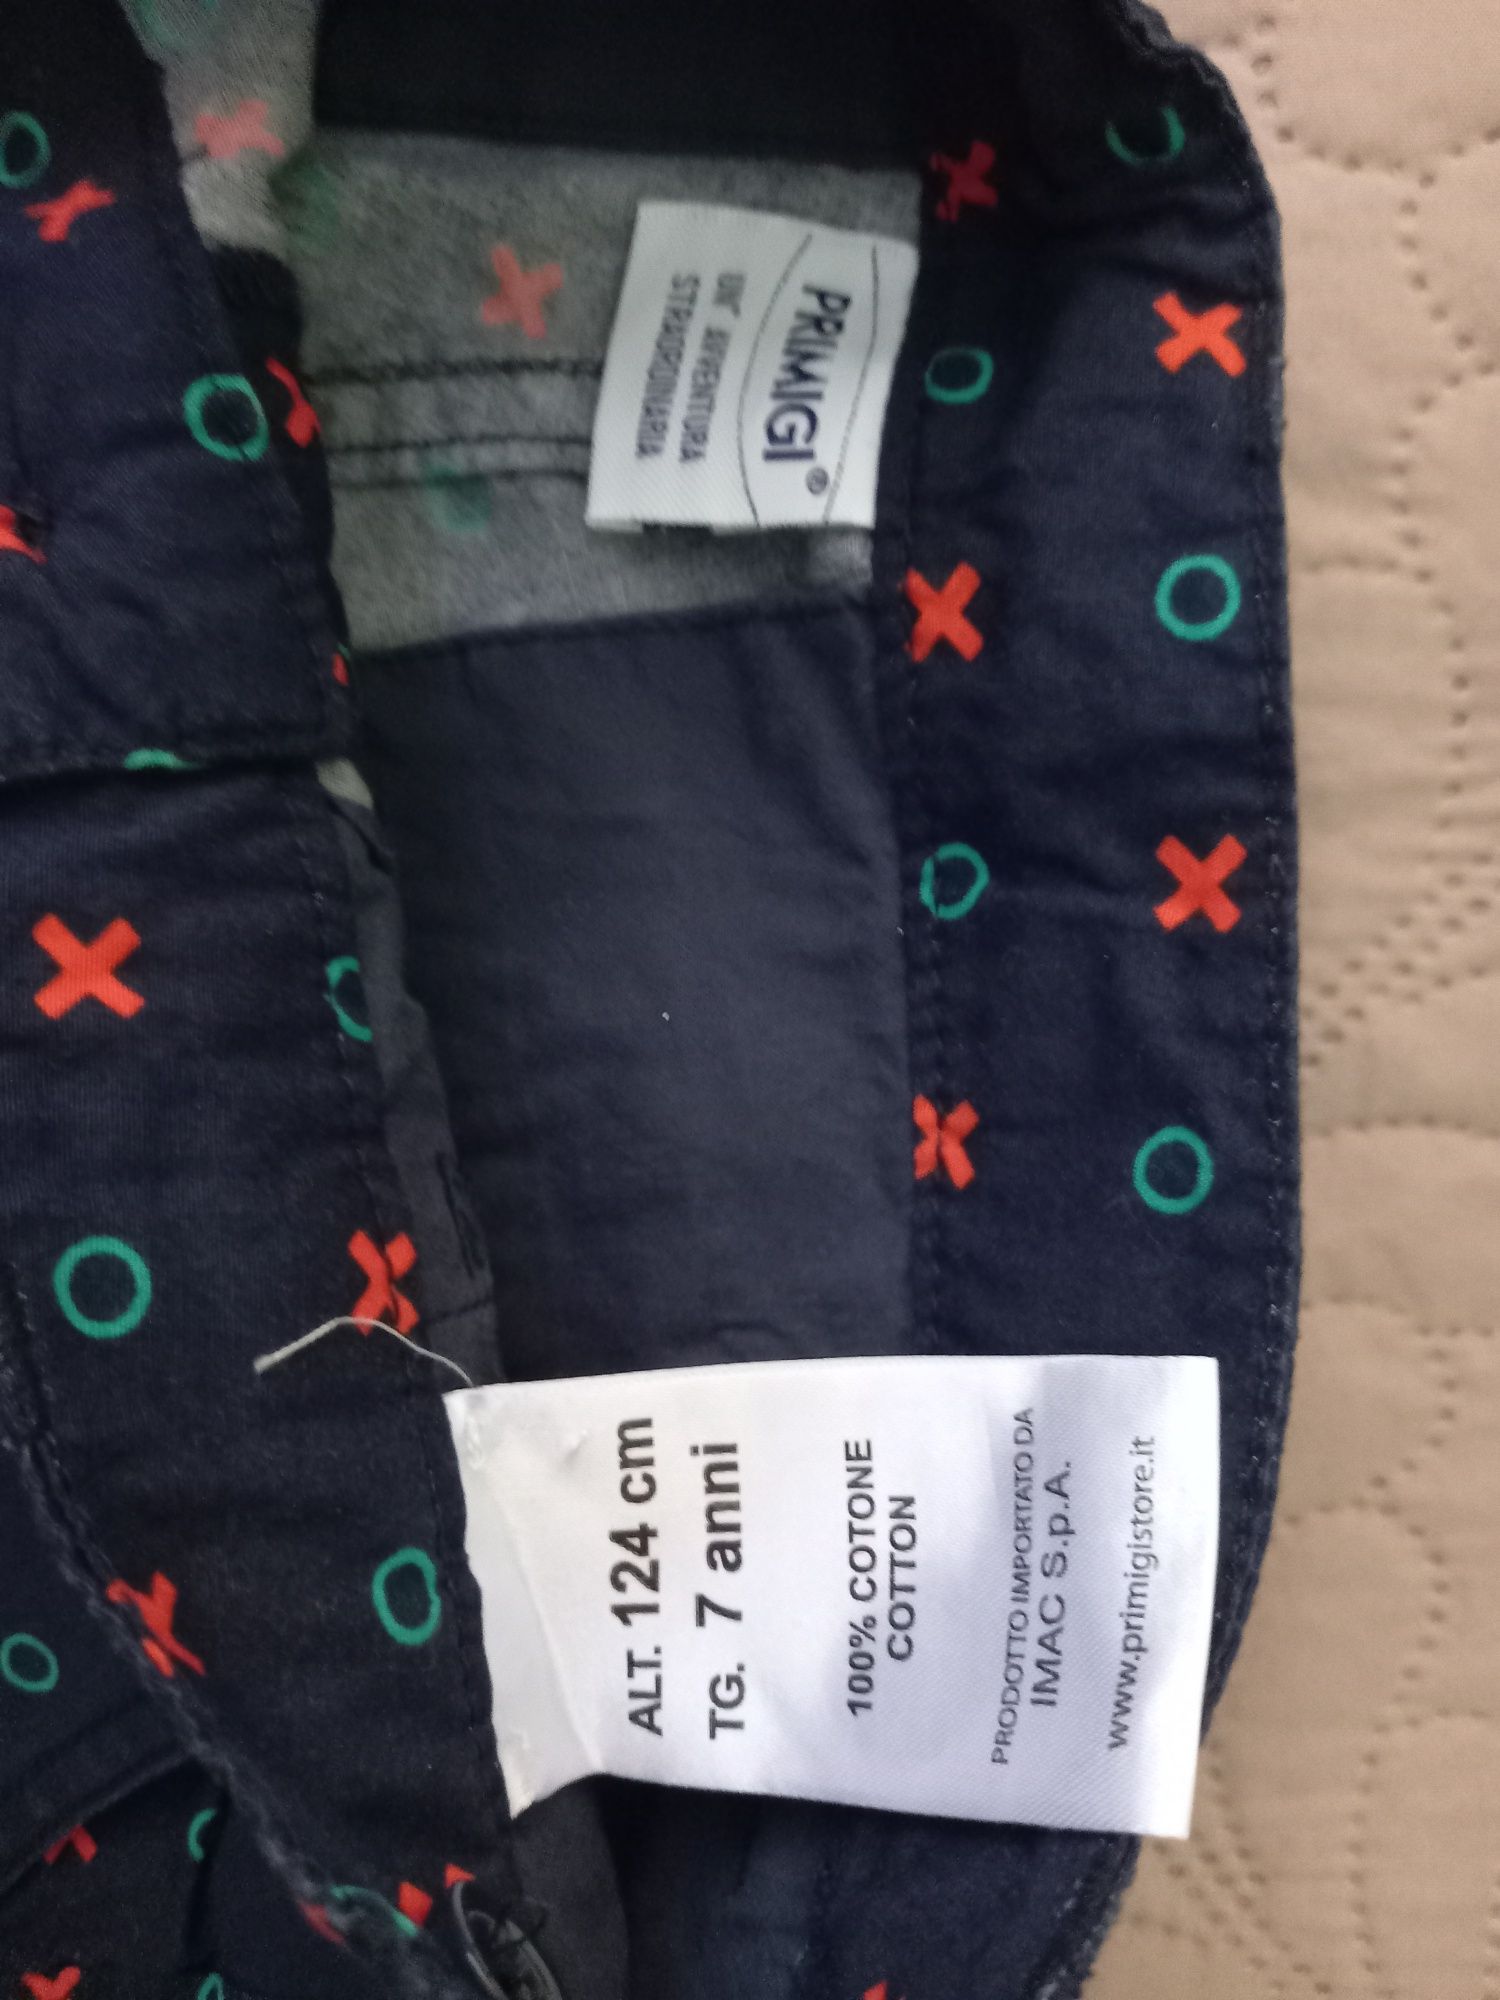 PRIMIGI®
UN' AVVENTURA
STRAORDINARIA
ALT. 124 cm
TG. 7 anni
100% COTONE
COTTON
PRODOTTO IMPORTATO DA
IMAC S.p.A.
www.primigistore.it